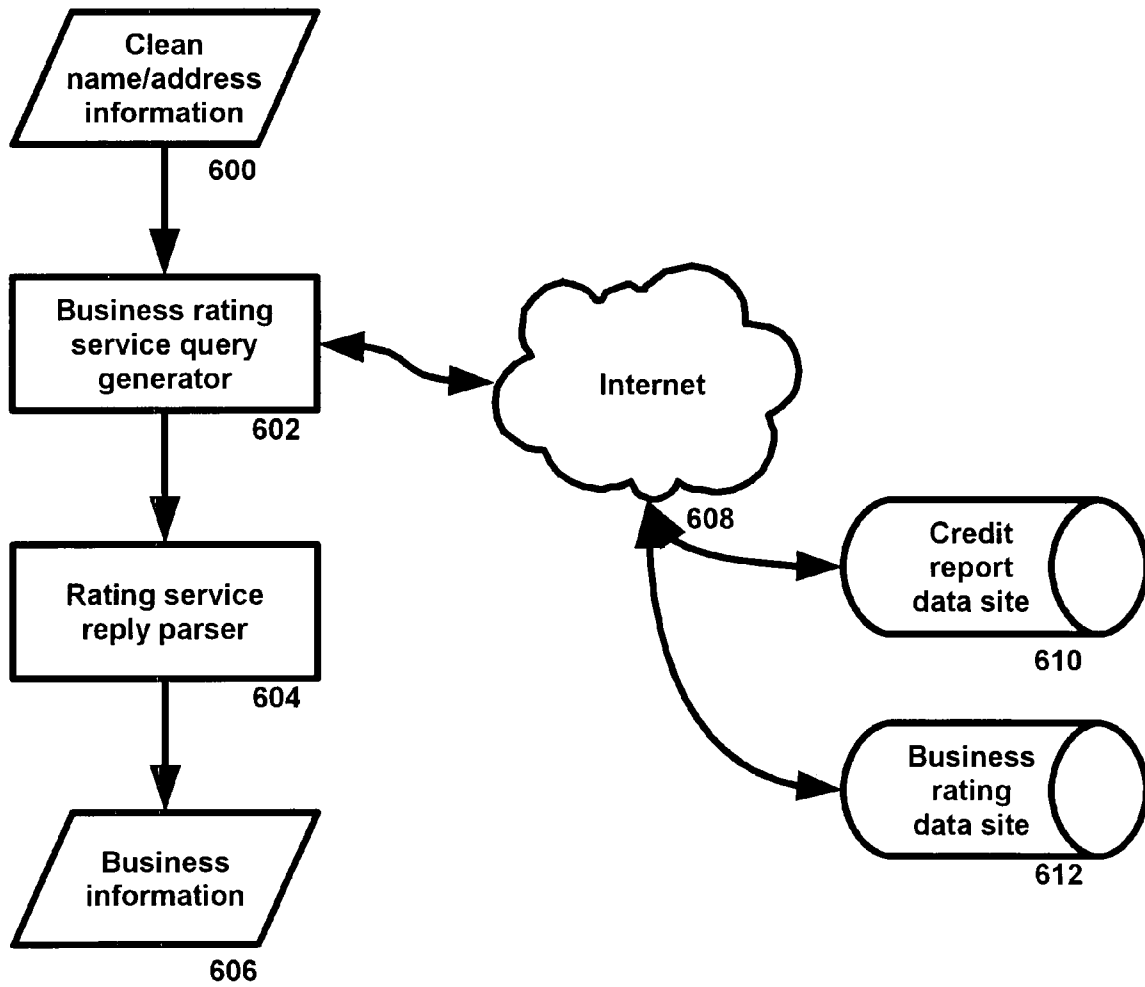 Clean
name/address
information
600
Business rating
service query
generator
602
Internet
608
Rating service
reply parser
604
Credit
report
data site
610
Business
rating
data site
612
Business
information
606